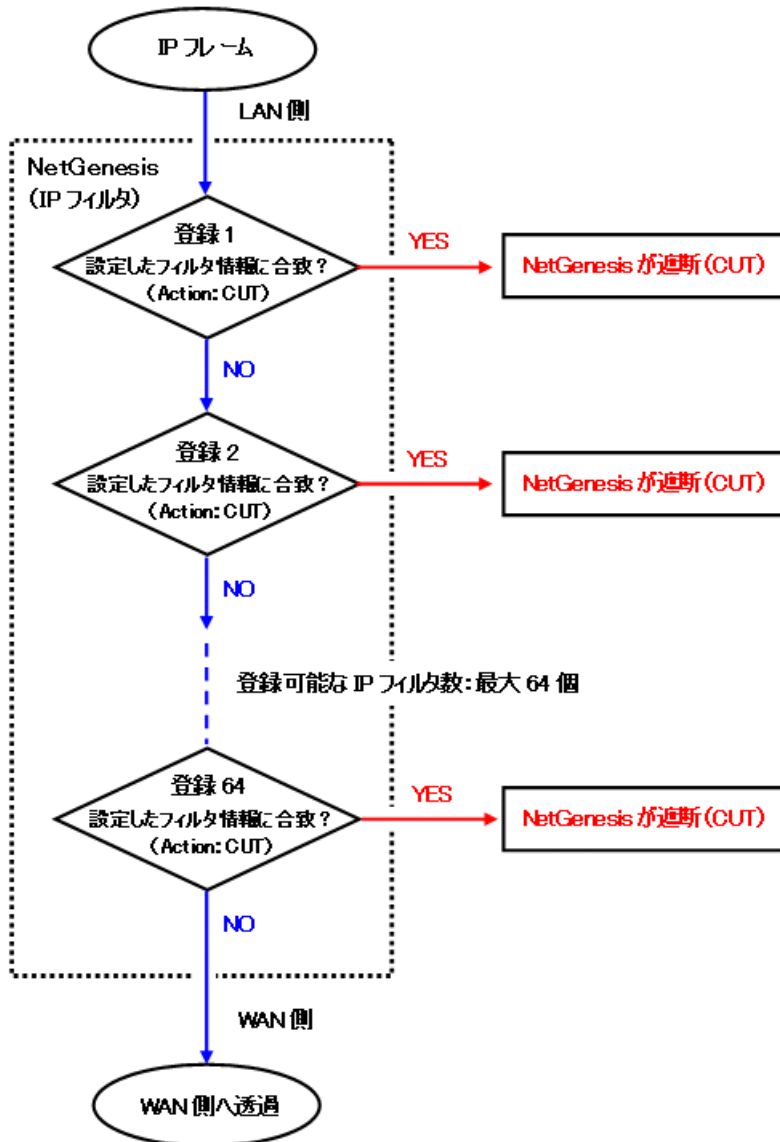 IP フレーム
LAN 側
NetGenesis
(IP フィルタ)
登録 1
設定したフィルタ情報に合致?
(Action: CUT)
YES
NetGenesis が遮断(CUT)
NO
登録 2
設定したフィルタ情報に合致?
(Action: CUT)
YES
NetGenesis が遮断(CUT)
NO
登録可能な IP フィルタ数:最大 64 個
登録 64
設定したフィルタ情報に合致?
(Action: CUT)
YES
NetGenesis が遮断(CUT)
NO
WAN 側
WAN 側へ透過